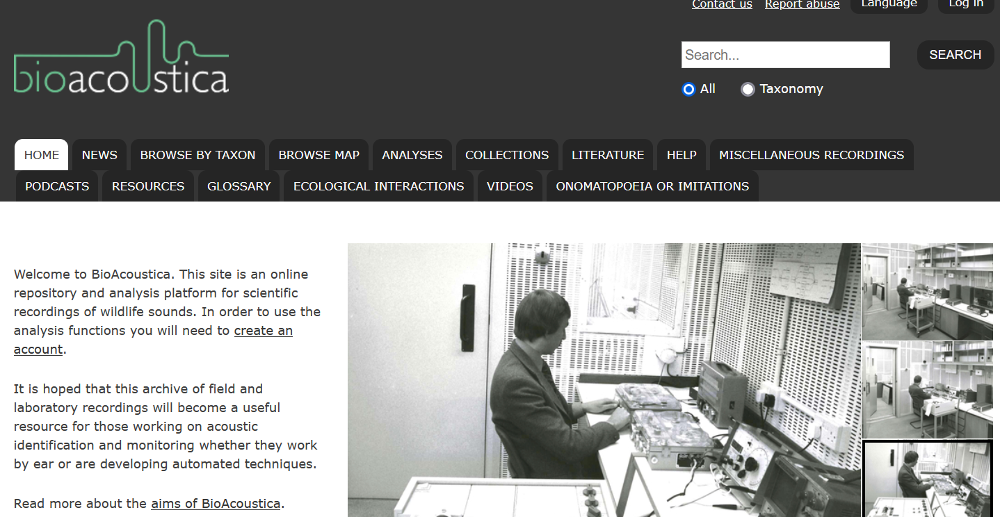 Contact us Report abuse Language Log in
bioacoustica
Search... SEARCH
All Taxonomy
HOME NEWS BROWSE BY TAXON BROWSE MAP ANALYSES COLLECTIONS LITERATURE HELP MISCELLANEOUS RECORDINGS
PODCASTS RESOURCES GLOSSARY ECOLOGICAL INTERACTIONS VIDEOS ONOMATOPOEIA OR IMITATIONS
Welcome to BioAcoustica. This site is an online
repository and analysis platform for scientific
recordings of wildlife sounds. In order to use the
analysis functions you will need to create an
account.
It is hoped that this archive of field and
laboratory recordings will become a useful
resource for those working on acoustic
identification and monitoring whether they work
by ear or are developing automated techniques.
Read more about the aims of BioAcoustica.